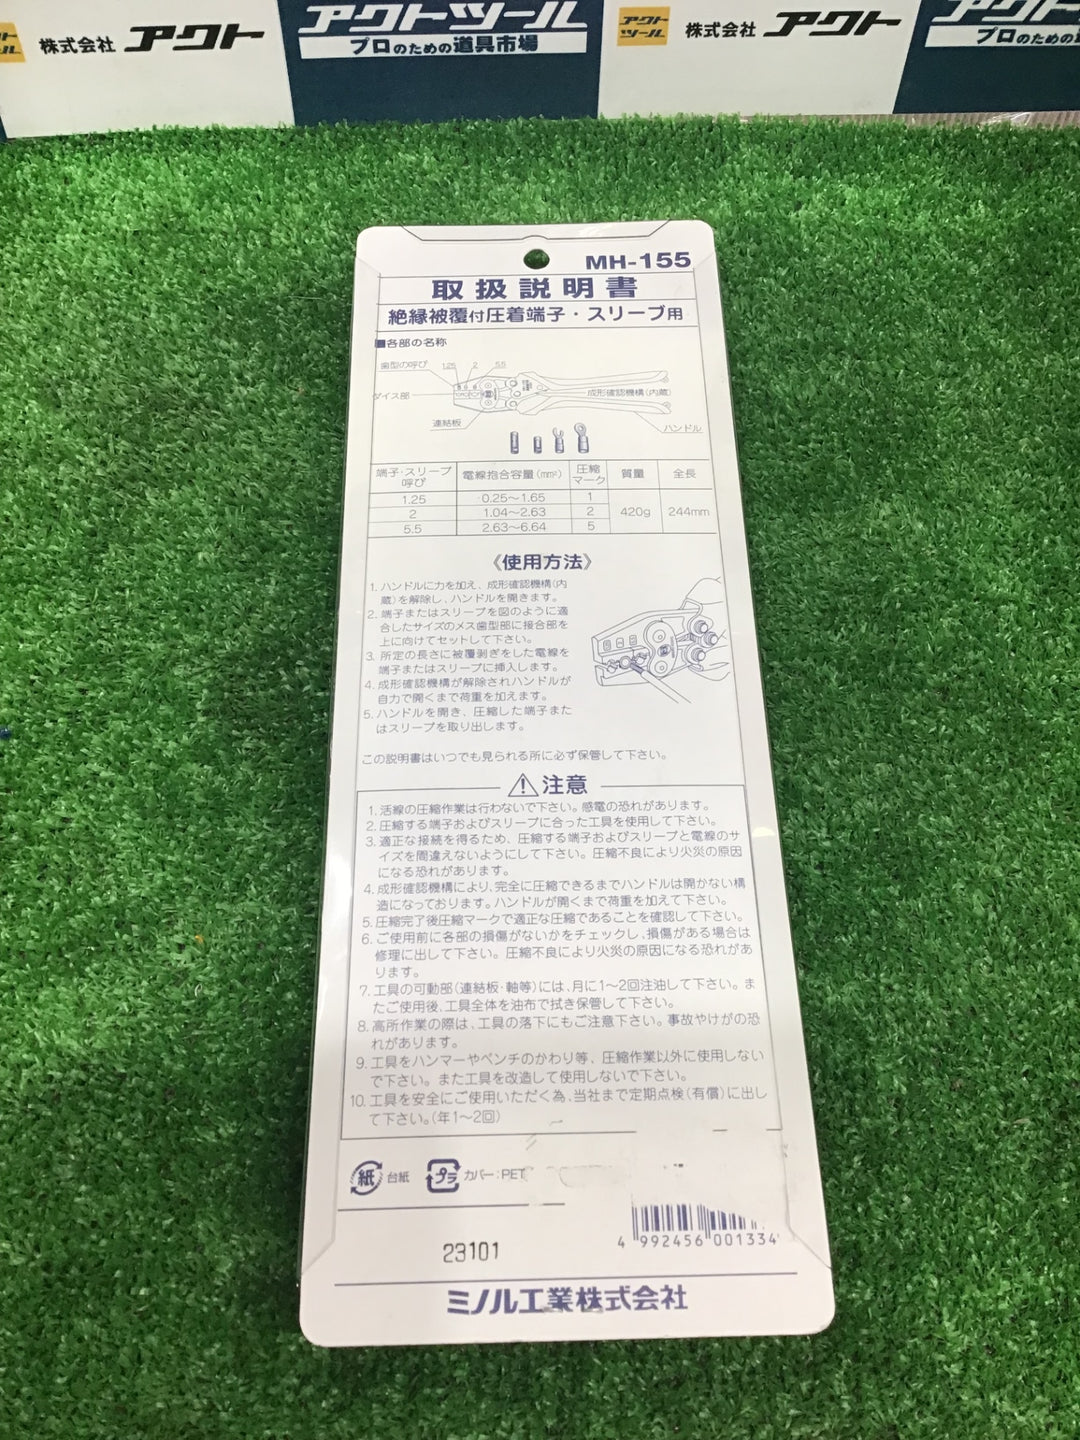 株式会社 アクト
アクトツール
プロのための道具市場
アクト
ツール
株式会社 アクト
アクトツ
プロのための
MH-155
取扱説明書
絶縁被覆付圧着端子・スリーブ用
■各部の名称
歯型の呼び 1.25 2 5.5
ダイス部
成形確認機構(内蔵)
連結板
ハンドル
端子・スリーブ呼び 電線抱合容量(mm²) 圧縮マーク 質量 全長
1.25 0.25〜1.65 1
2 1.04〜2.63 2 420g 244mm
5.5 2.63〜6.64 5
《使用方法》
1. ハンドルに力を加え、成形確認機構(内
蔵)を解除し、ハンドルを開きます。
2. 端子またはスリーブを図のように適
合したサイズのメス歯型部に接合部を
上に向けてセットして下さい。
3. 所定の長さに被覆剥ぎをした電線を
端子またはスリーブに挿入します。
4. 成形確認機構が解除されハンドルが
自力で開くまで荷重を加えます。
5. ハンドルを開き、圧縮した端子また
はスリーブを取り出します。
この説明書はいつでも見られる所に必ず保管して下さい。
注意
1. 活線の圧縮作業は行わないで下さい。感電の恐れがあります。
2. 圧縮する端子およびスリーブに合った工具を使用して下さい。
3. 適正な接続を得るため、圧縮する端子およびスリーブと電線のサ
イズを間違えないようにして下さい。圧縮不良により火災の原因
になる恐れがあります。
4. 成形確認機構により、完全に圧縮できるまでハンドルは開かない構
造になっております。ハンドルが開くまで荷重を加えて下さい。
5. 圧縮完了後圧縮マークで適正な圧縮であることを確認して下さい。
6. ご使用前に各部の損傷がないかをチェックし、損傷がある場合は
修理に出して下さい。圧縮不良により火災の原因になる恐れがあ
ります。
7. 工具の可動部(連結板・軸等)には、月に1〜2回注油して下さい。ま
たご使用後、工具全体を油布で拭き保管して下さい。
8. 高所作業の際は、工具の落下にもご注意下さい。事故やけがの恐
れがあります。
9. 工具をハンマーやペンチのかわり等、圧縮作業以外に使用しない
で下さい。また工具を改造して使用しないで下さい。
10. 工具を安全にご使用いただく為、当社まで定期点検(有償)に出し
て下さい。(年1〜2回)
紙 台紙 プラ カバー:PET
4 992456 001334
23101
ミノル工業株式会社